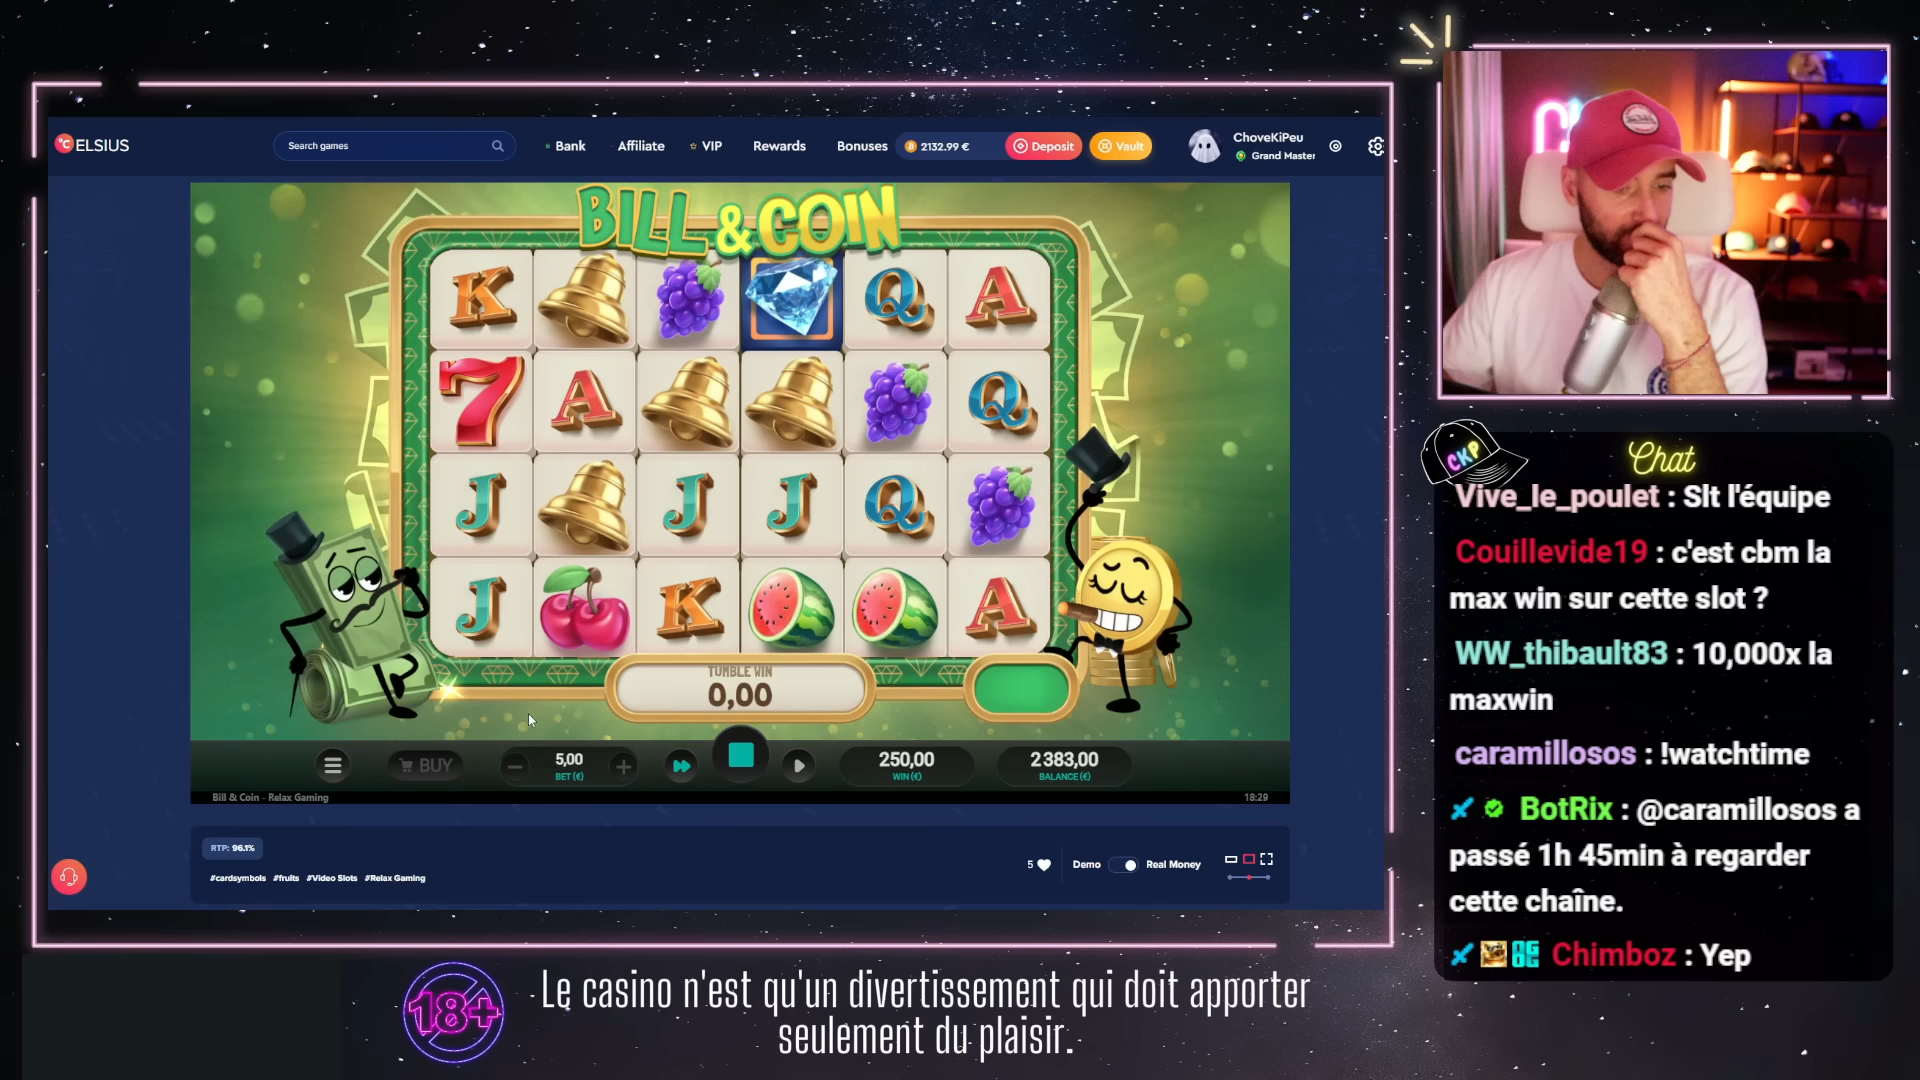 °C ELSIUS
Search games
Bank
Affiliate
VIP
Rewards
Bonuses
2132.99 €
Deposit
Vault
ChoveKiPeu
Grand Master
BILL & COIN
K
Q
A
7
A
Q
J
J
J
Q
J
K
A
TUMBLE WIN
0,00
BUY
5,00
BET (€)
250,00
WIN (€)
2 383,00
BALANCE (€)
Bill & Coin - Relax Gaming
18:29
RTP: 96.1%
#cardsymbols #fruits #Video Slots #Relax Gaming
5
Demo
Real Money
CKP
Chat
Vive_le_poulet : Slt l'équipe
Couillevide19 : c'est cbm la
max win sur cette slot ?
WW_thibault83 : 10,000x la
maxwin
caramillosos : !watchtime
BotRix : @caramillosos a
passé 1h 45min à regarder
cette chaîne.
Chimboz : Yep
18+
Le casino n'est qu'un divertissement qui doit apporter
seulement du plaisir.